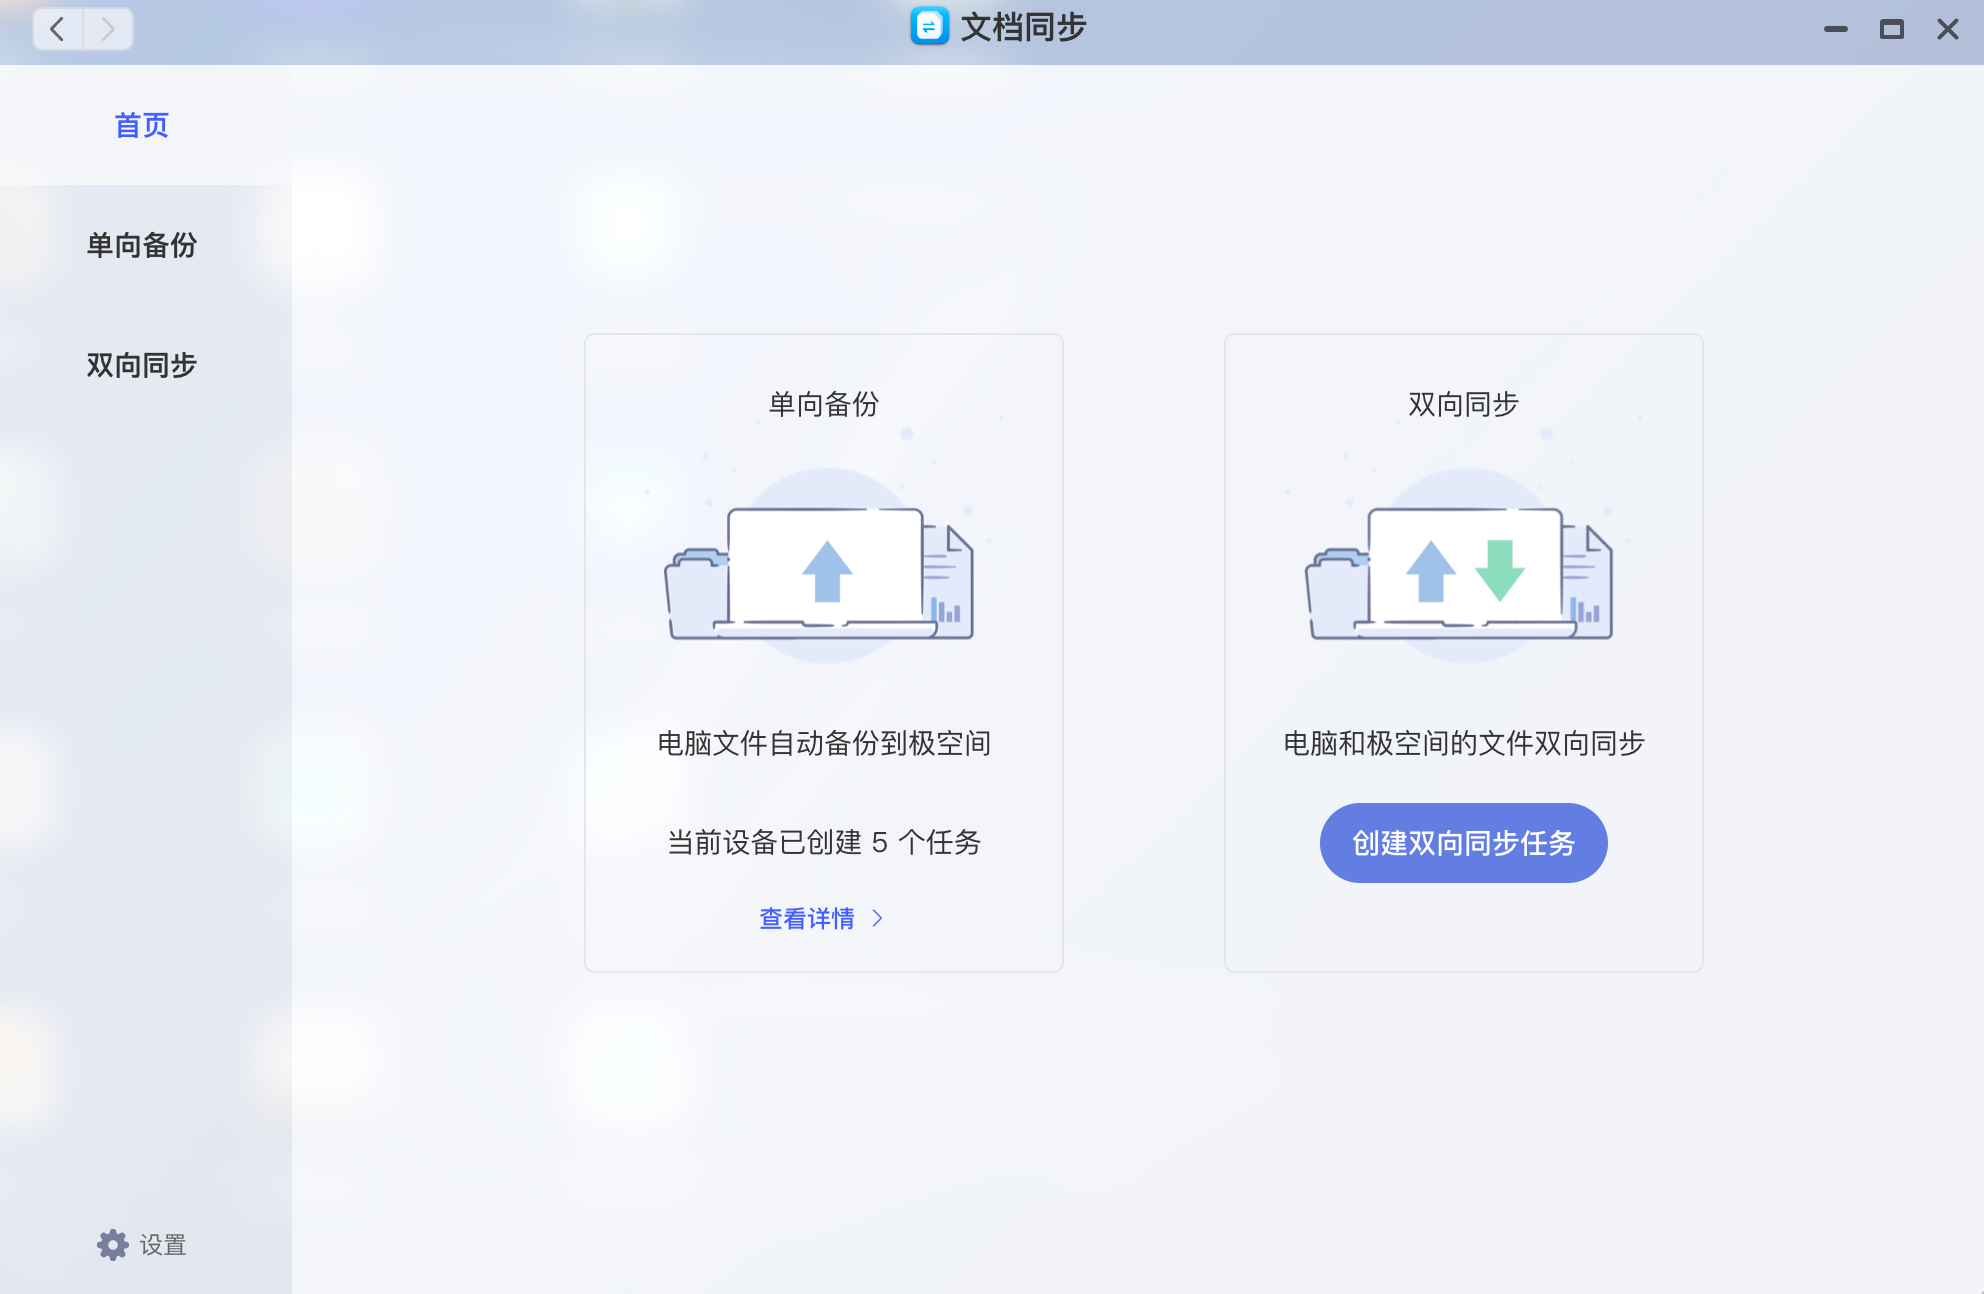 文档同步
首页
单向备份
双向同步
单向备份
双向同步
电脑文件自动备份到极空间
电脑和极空间的文件双向同步
当前设备已创建 5 个任务
创建双向同步任务
查看详情
设置